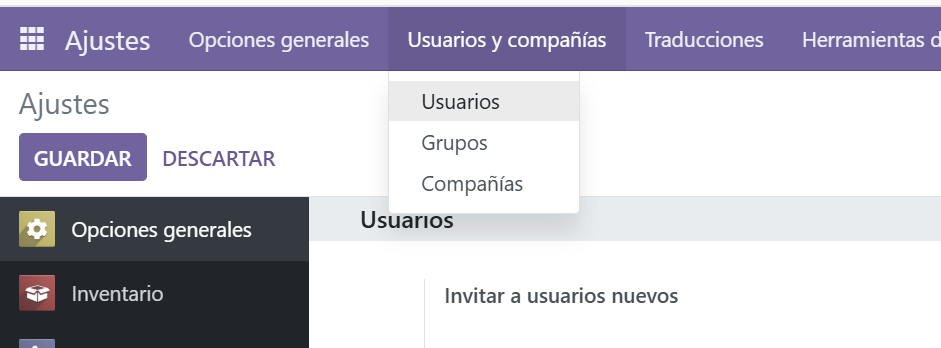 Ajustes Opciones generales Usuarios y compañías Traducciones Herramientas d
Usuarios
Grupos
Compañías
Ajustes
GUARDAR DESCARTAR
Opciones generales
Inventario
Usuarios
Invitar a usuarios nuevos